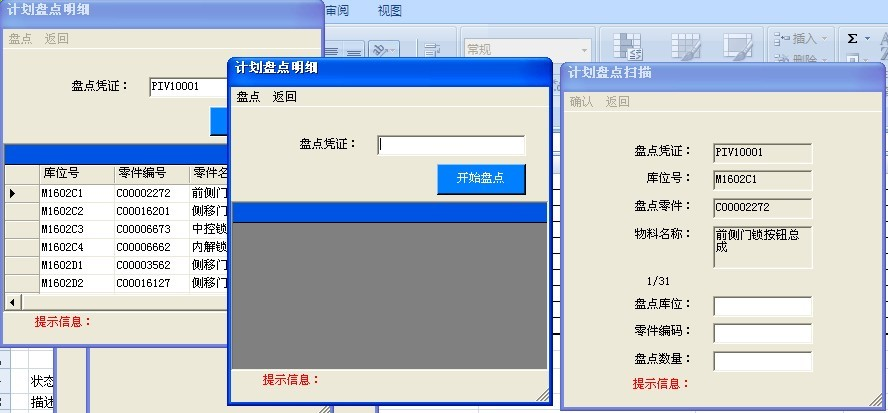 计划盘点明细
盘点 返回
盘点凭证： PIV10001
库位号 零件编号 零件名
M1602C1 C00002272 前侧门
M1602C2 C00016201 侧移门
M1602C3 C00006673 中控锁
M1602C4 C00006662 内解锁
M1602D1 C00003562 侧移门
M1602D2 C00016127 侧移门
提示信息：
状态
描述
审阅 视图
常规
插入
删除
Σ
计划盘点明细
盘点 返回
盘点凭证：
开始盘点
提示信息：
计划盘点扫描
确认 返回
盘点凭证： PIV10001
库位号： M1602C1
盘点零件： C00002272
物料名称： 前侧门锁按钮总
成
1/31
盘点库位：
零件编码：
盘点数量：
提示信息：